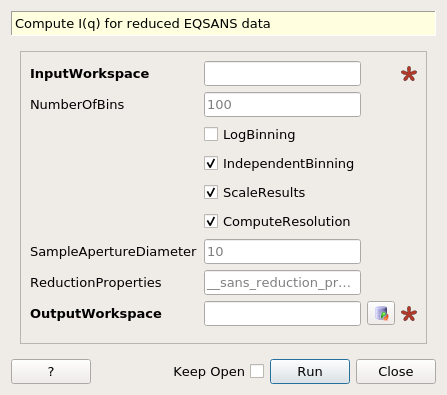 Compute I(q) for reduced EQSANS data
InputWorkspace
NumberOfBins 100
LogBinning
IndependentBinning
ScaleResults
ComputeResolution
SampleApertureDiameter 10
ReductionProperties __sans_reduction_pr...
OutputWorkspace
? Keep Open Run Close